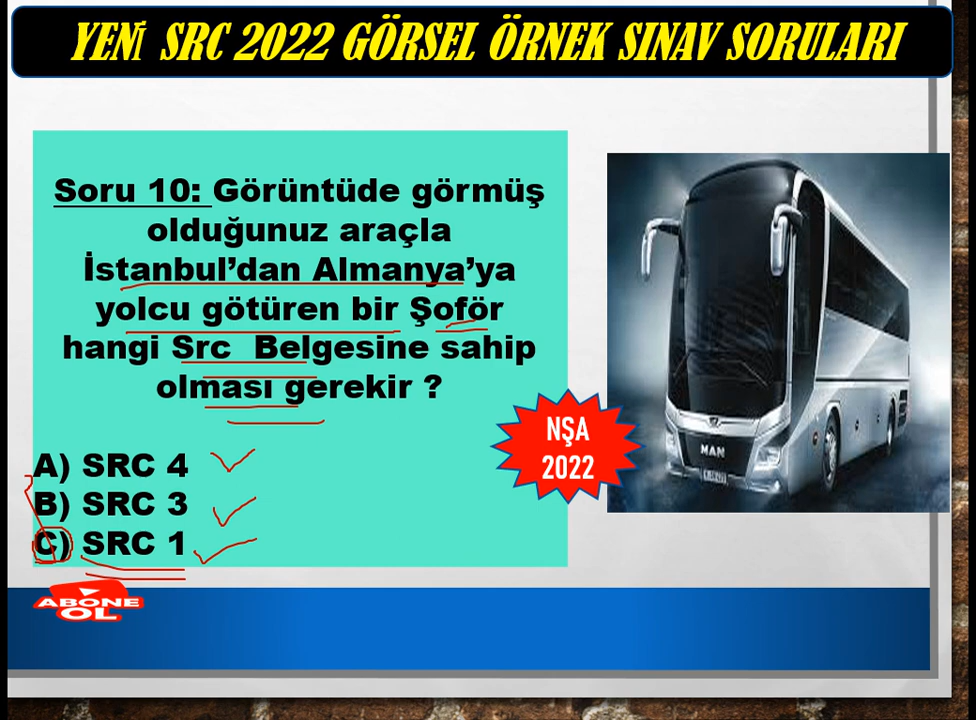 YENİ SRC 2022 GÖRSEL ÖRNEK SINAV SORULARI
Soru 10: Görüntüde görmüş
olduğunuz araçla
İstanbul'dan Almanya'ya
yolcu götüren bir Şoför
hangi Src Belgesine sahip
olması gerekir ?
A) SRC 4
B) SRC 3
C) SRC 1
NŞA
2022
MAN
ABONE
OL